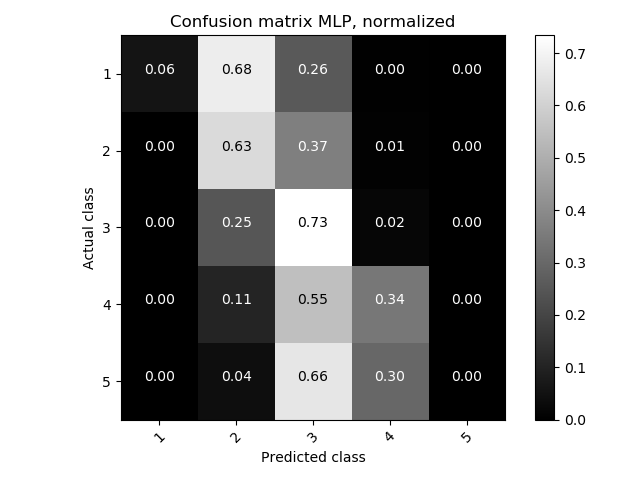 Confusion matrix MLP, normalized
1 0.06 0.68 0.26 0.00 0.00
2 0.00 0.63 0.37 0.01 0.00
3 0.00 0.25 0.73 0.02 0.00
4 0.00 0.11 0.55 0.34 0.00
5 0.00 0.04 0.66 0.30 0.00
1 2 3 4 5
Actual class
Predicted class
0.7
0.6
0.5
0.4
0.3
0.2
0.1
0.0